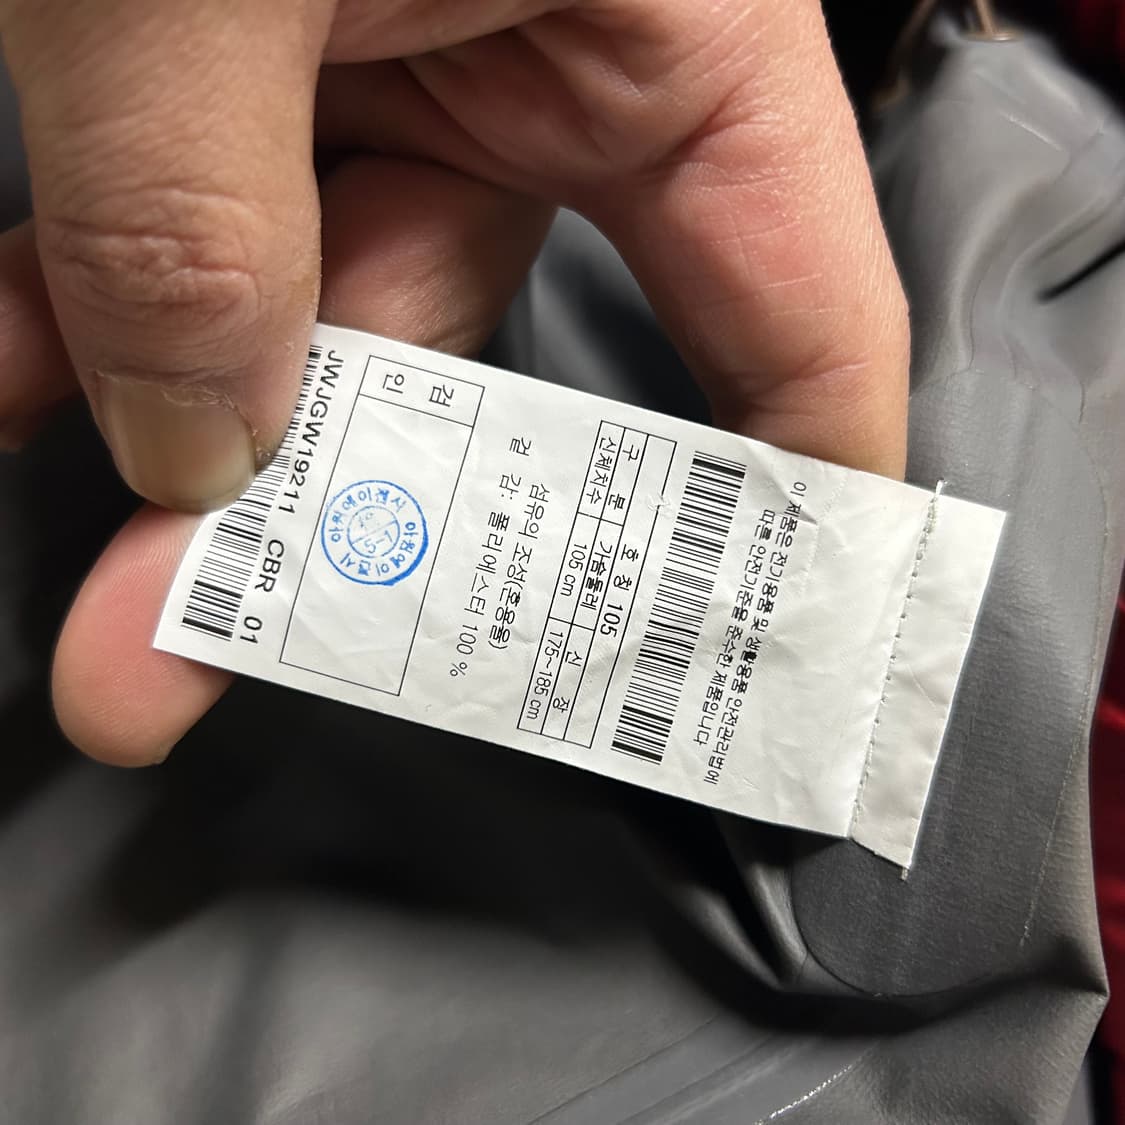 이 제품은 전기용품 및 생활용품 안전관리법에
따른 안전기준을 준수한 제품입니다
호 칭 105
구 분 가슴둘레 신 장
신체치수 105 cm 175~185 cm
섬유의 조성(혼용율)
겉 감: 폴리에스터 100 %
검
인
JWJGW19211 CBR 01